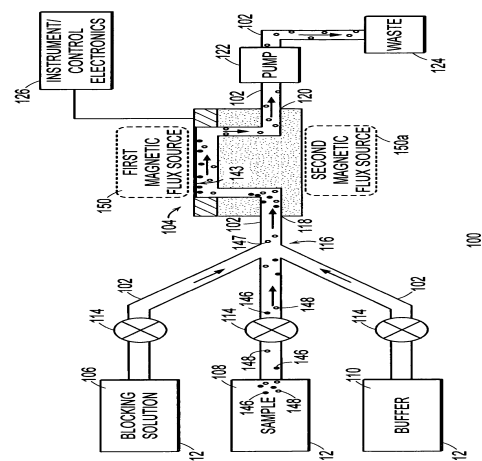 126
INSTRUMENT/
CONTROL
ELECTRONICS
102
122
PUMP
WASTE
124
102
120
150
FIRST
MAGNETIC
FLUX SOURCE
143
104
SECOND
MAGNETIC
FLUX SOURCE
150a
102
118
147
116
100
102
114
146
148
114
102
114
148
146
106
BLOCKING
SOLUTION
12
108
146
SAMPLE
148
12
110
BUFFER
12